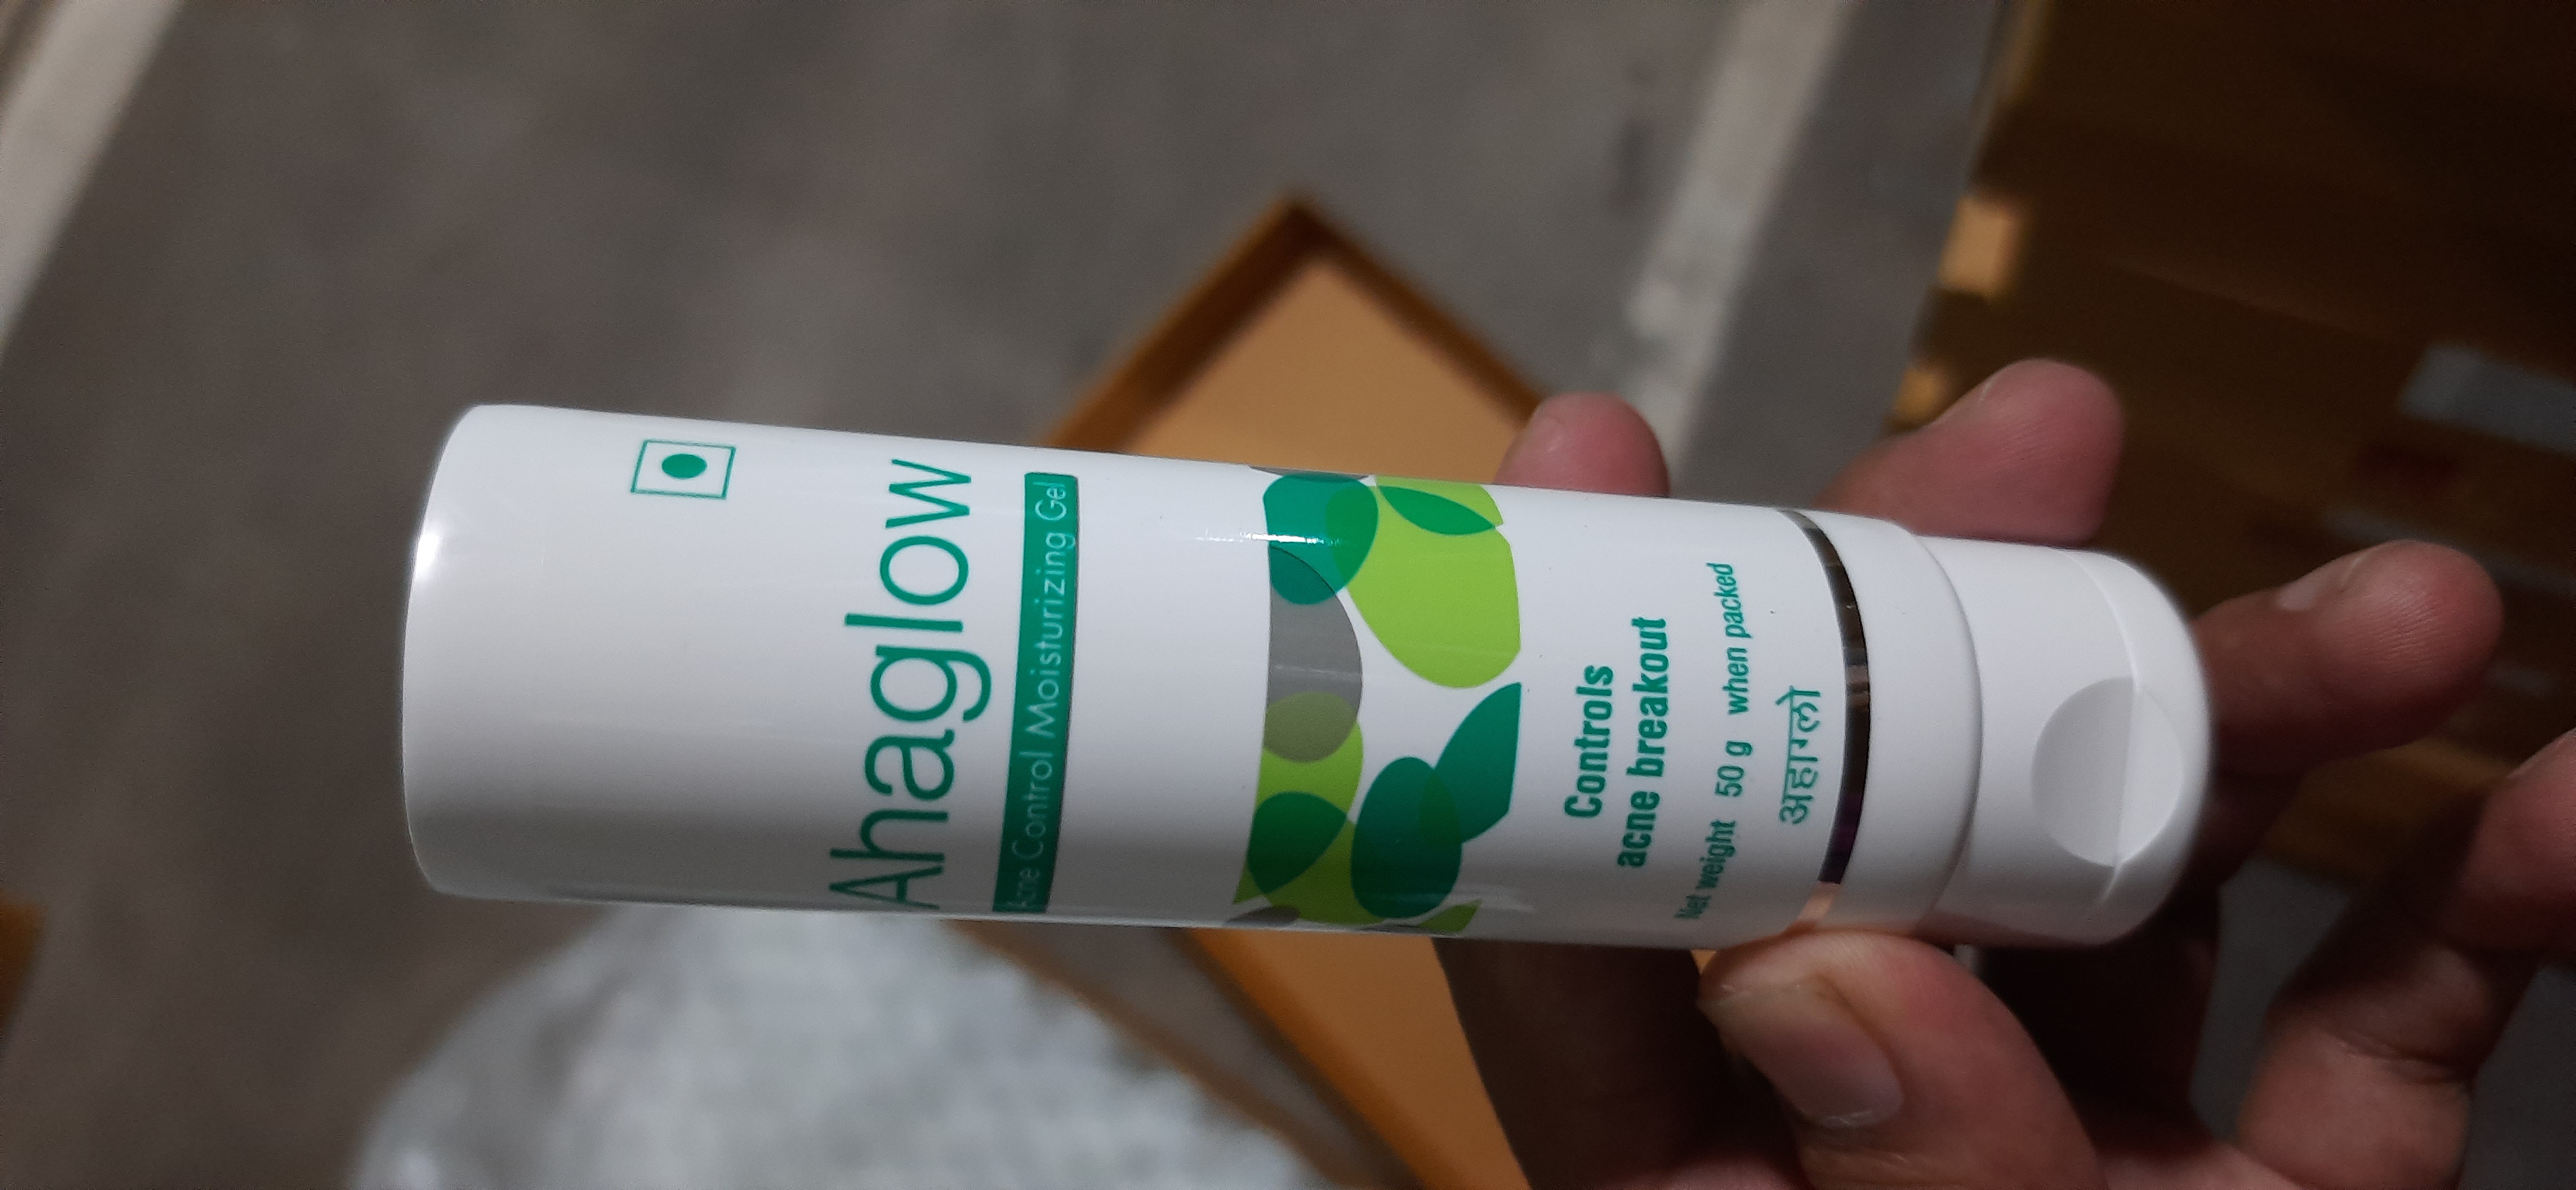 Ahaglow
Acne Control Moisturizing Gel
Controls
acne breakout
Net weight 50 g when packed
अहाग्लो